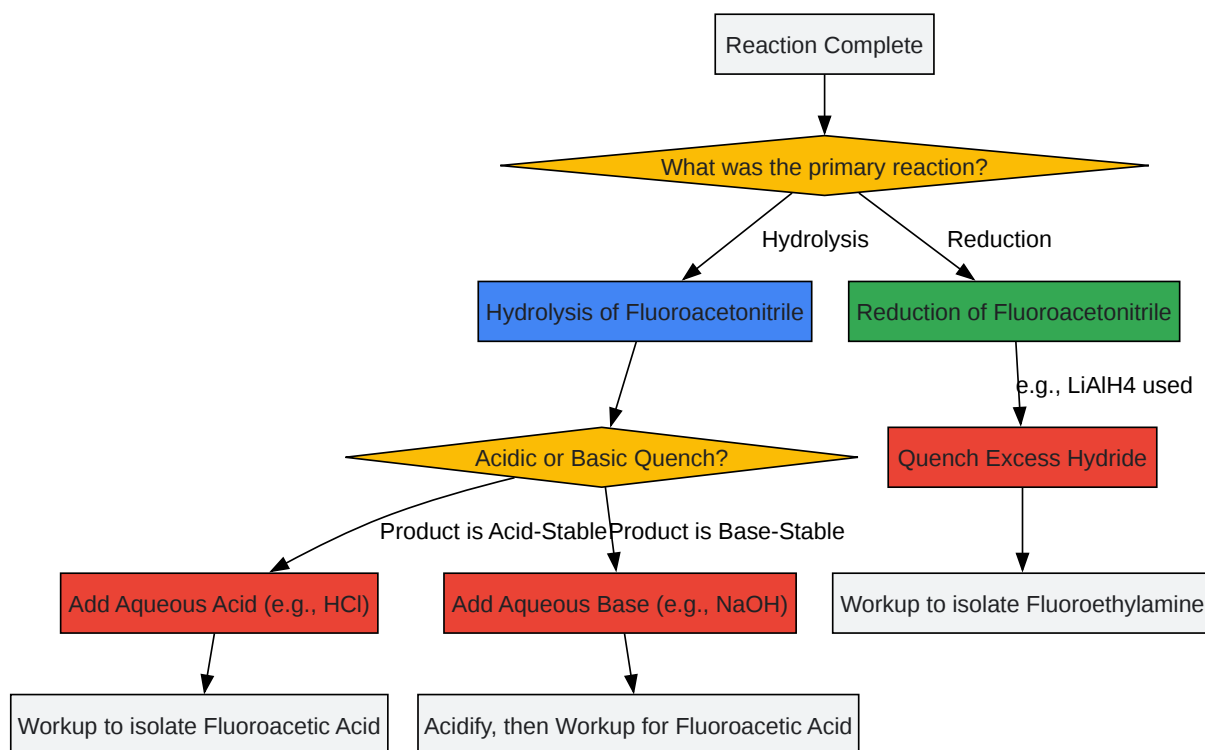 Reaction Complete
What was the primary reaction?
Hydrolysis
Reduction
Hydrolysis of Fluoroacetonitrile
Reduction of Fluoroacetonitrile
e.g., LiAlH4 used
Acidic or Basic Quench?
Quench Excess Hydride
Product is Acid-Stable
Product is Base-Stable
Add Aqueous Acid (e.g., HCl)
Add Aqueous Base (e.g., NaOH)
Workup to isolate Fluoroethylamine
Workup to isolate Fluoroacetic Acid
Acidify, then Workup for Fluoroacetic Acid